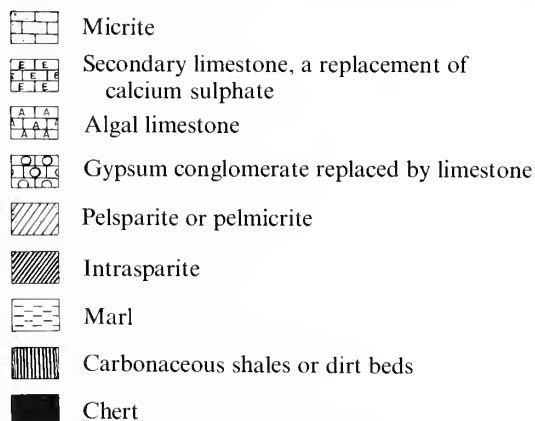 Micrite
Secondary limestone, a replacement of
calcium sulphate
Algal limestone
Gypsum conglomerate replaced by limestone
Pelsparite or pelmicrite
Intrasparite
Marl
Carbonaceous shales or dirt beds
Chert